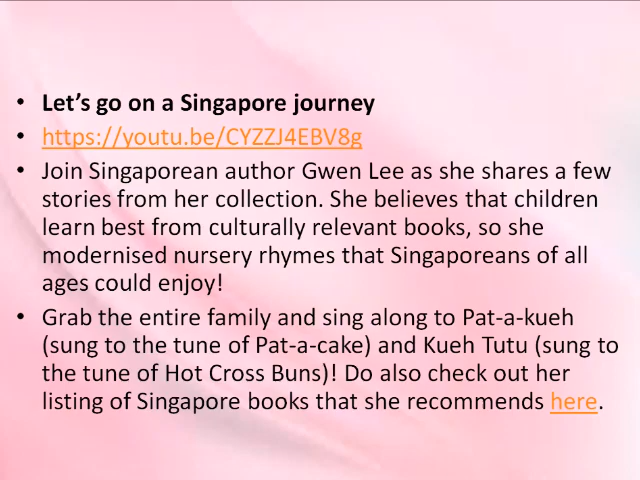 • Let’s go on a Singapore journey
• https://youtu.be/CYZZJ4EBV8g
• Join Singaporean author Gwen Lee as she shares a few
stories from her collection. She believes that children
learn best from culturally relevant books, so she
modernised nursery rhymes that Singaporeans of all
ages could enjoy!
• Grab the entire family and sing along to Pat-a-kueh
(sung to the tune of Pat-a-cake) and Kueh Tutu (sung to
the tune of Hot Cross Buns)! Do also check out her
listing of Singapore books that she recommends here.